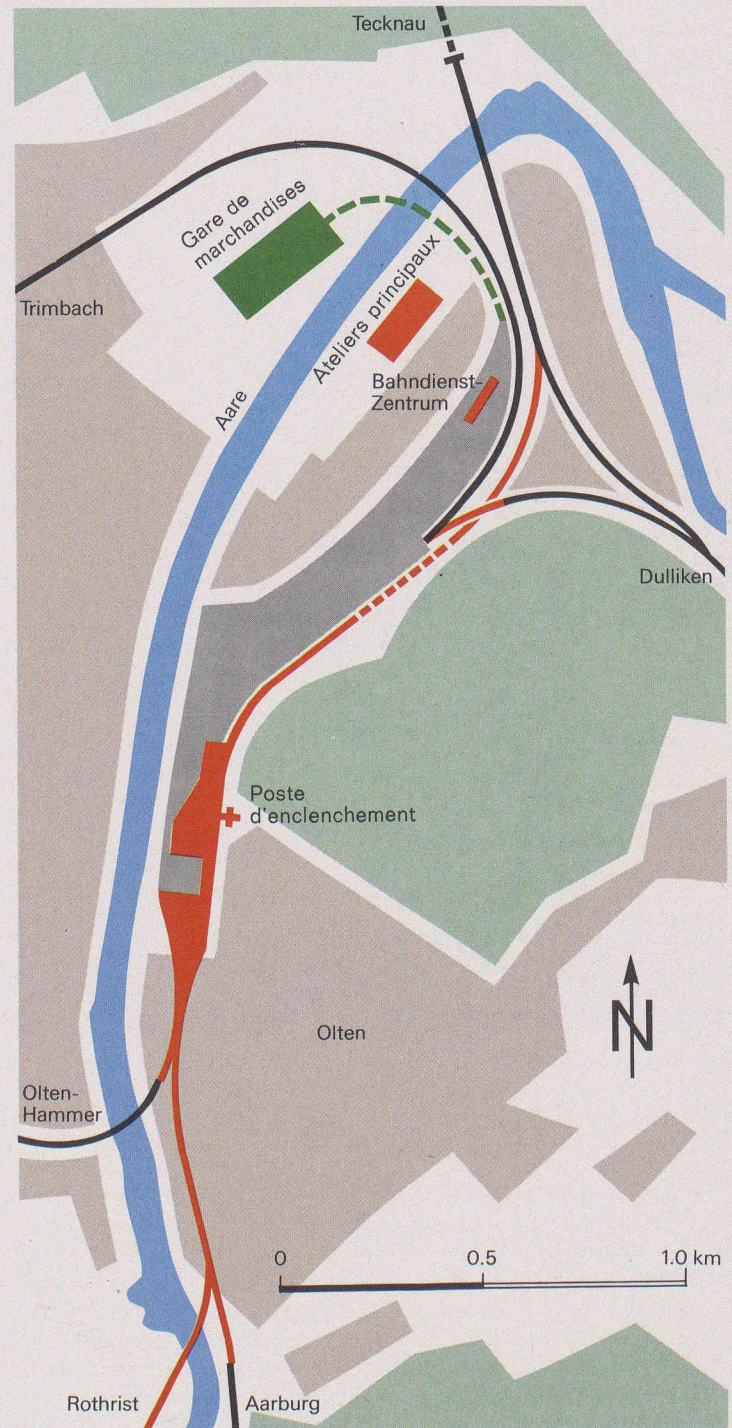 Tecknau
Gare de
marchandises
Trimbach
Ateliers principaux
Aare
Bahndienst-
Zentrum
Dulliken
Poste
d'enclenchement
Olten
N
Olten-
Hammer
0 0.5 1.0 km
Rothrist
Aarburg